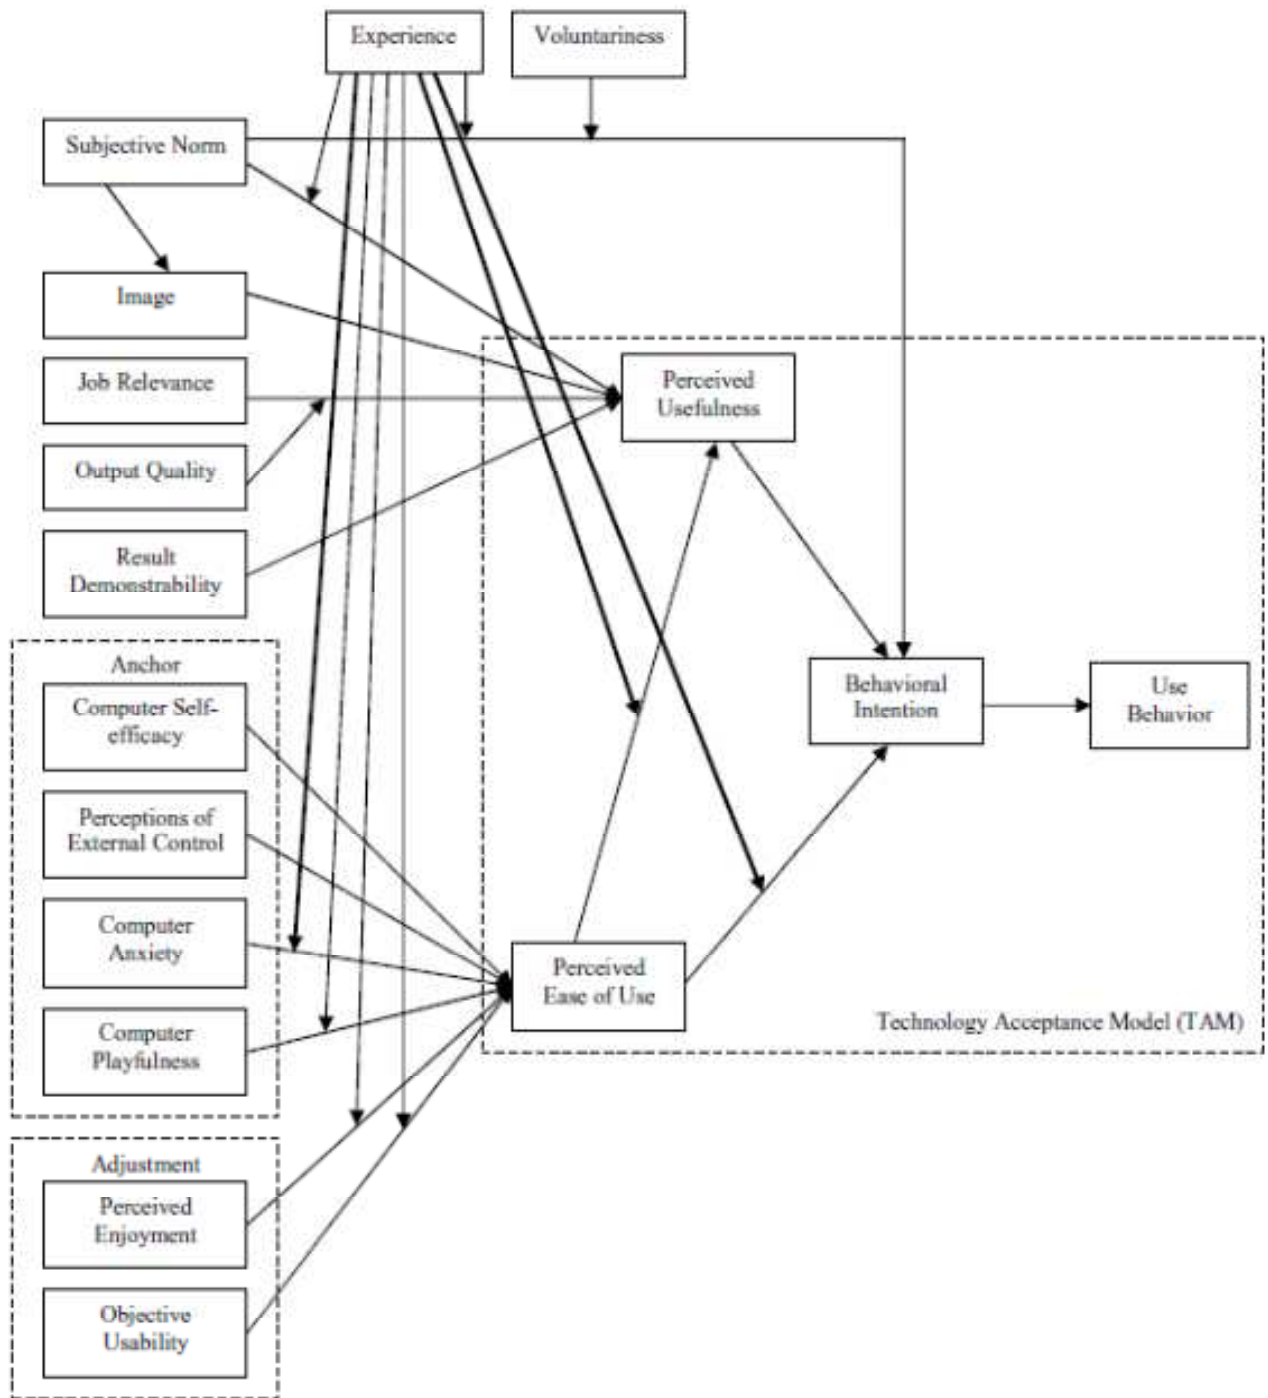 Experience
Voluntariness
Subjective Norm
Image
Job Relevance
Output Quality
Result
Demonstrability
Perceived
Usefulness
Anchor
Computer Self-
efficacy
Perceptions of
External Control
Computer
Anxiety
Computer
Playfulness
Behavioral
Intention
Use
Behavior
Perceived
Ease of Use
Technology Acceptance Model (TAM)
Adjustment
Perceived
Enjoyment
Objective
Usability